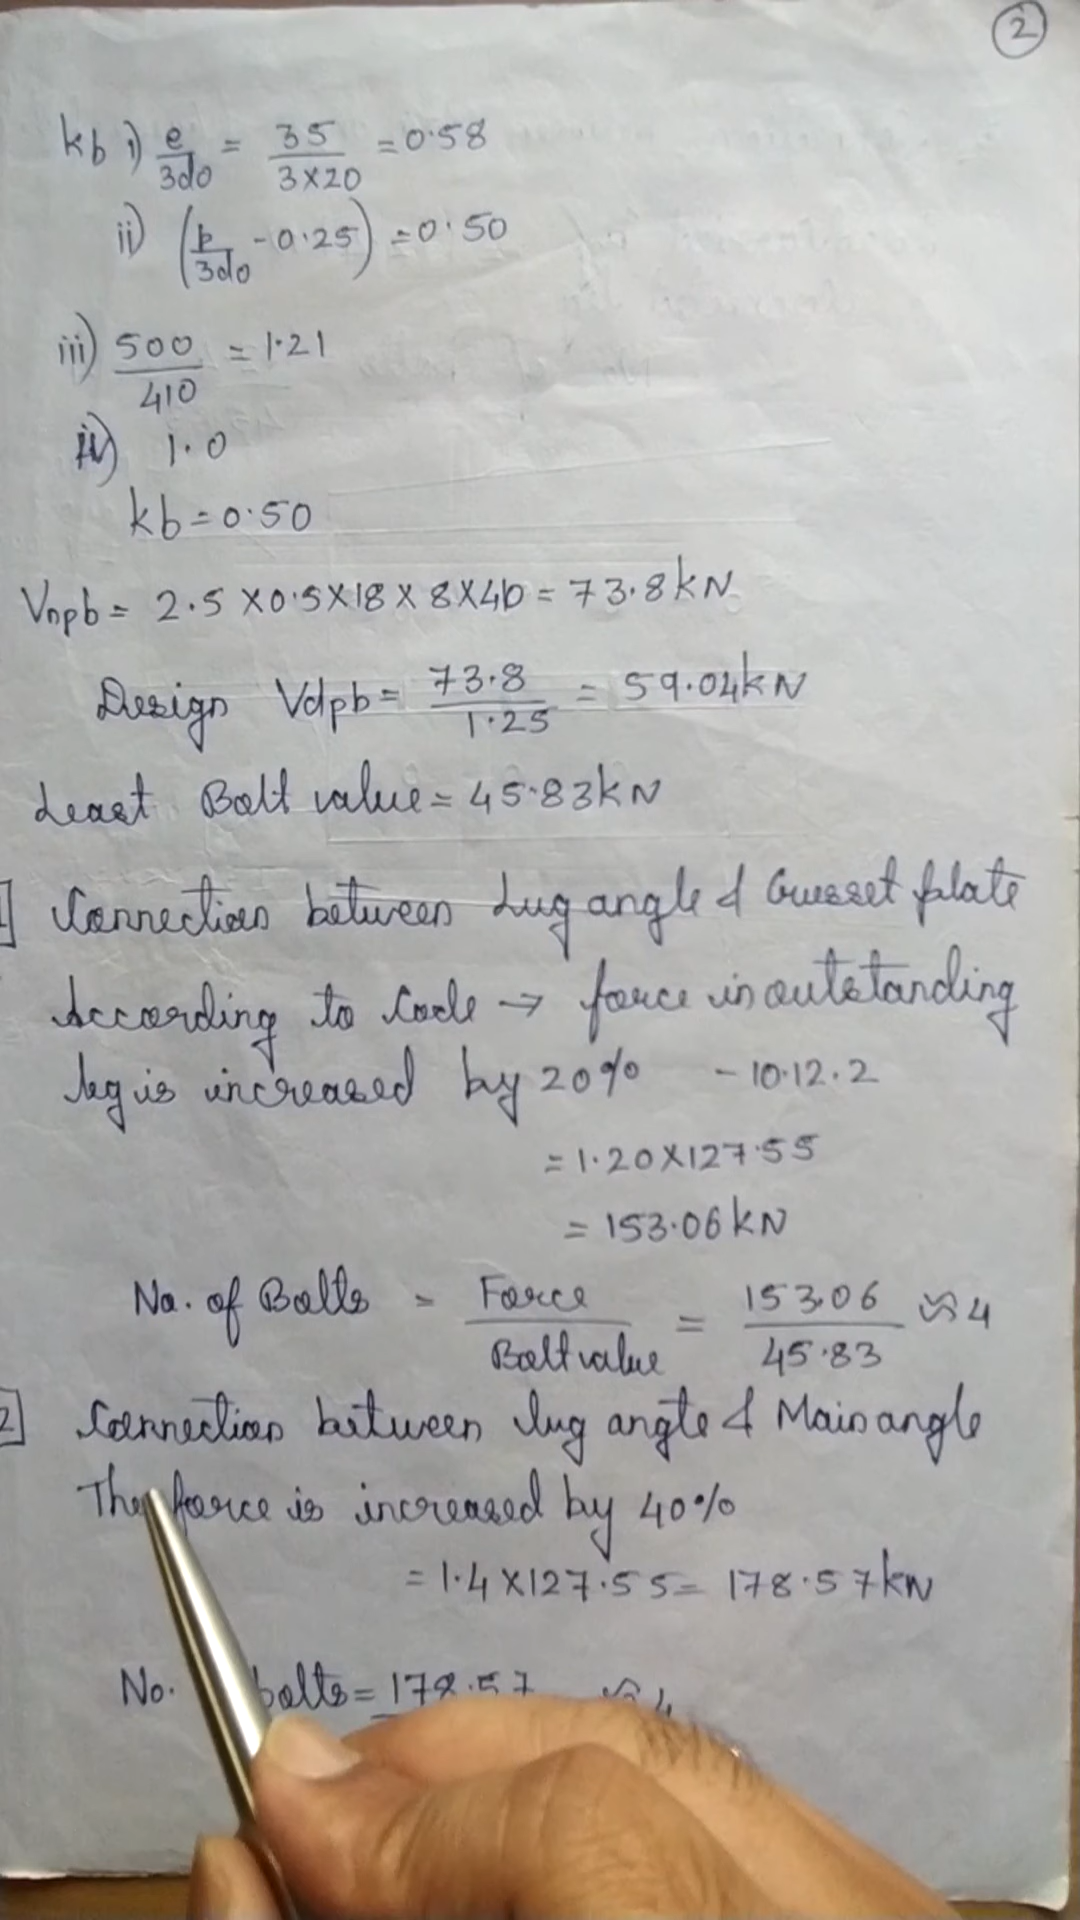 2
kb i) e/3do = 35/3×20 = 0.58
ii) (p/3do - 0.25) = 0.50
iii) 500/410 = 1.21
iv) 1.0
kb = 0.50
Vnpb = 2.5 × 0.5 × 18 × 8 × 410 = 73.8 kN
Design Vdpb = 73.8/1.25 = 59.04 kN
Least Bolt value = 45.83 kN
1] Connection between Lug angle & Gusset plate
According to Code → force in outstanding
leg is increased by 20% - 10.12.2
= 1.20 × 127.55
= 153.06 kN
No. of Bolts = Force/Bolt value = 153.06/45.83 ≈ 4
2] Connection between lug angle & Main angle
The force is increased by 40%
= 1.4 × 127.55 = 178.57 kN
No. bolts = 178.57 ≈ 4